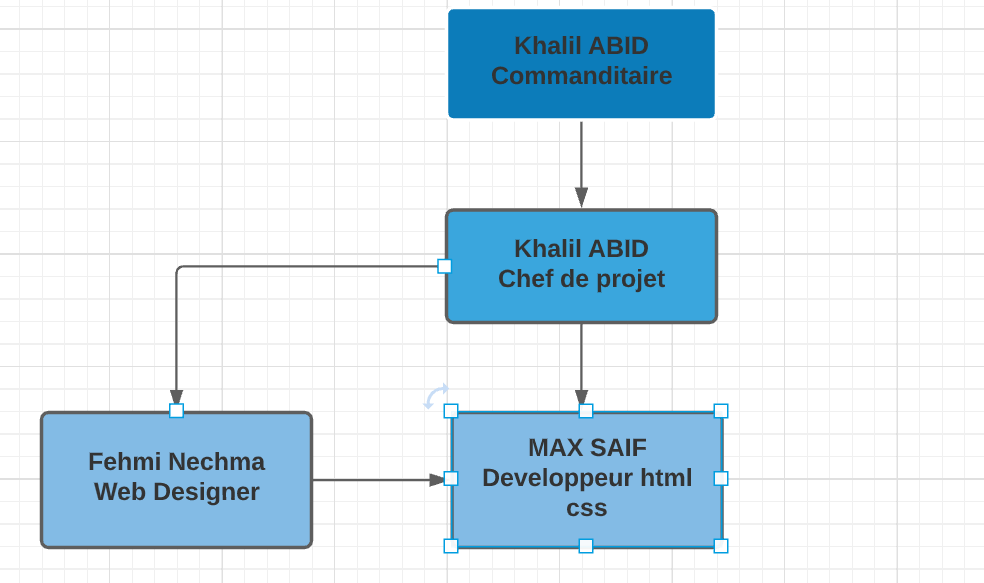 Khalil ABID
Commanditaire
Khalil ABID
Chef de projet
Fehmi Nechma
Web Designer
MAX SAIF
Developpeur html
css